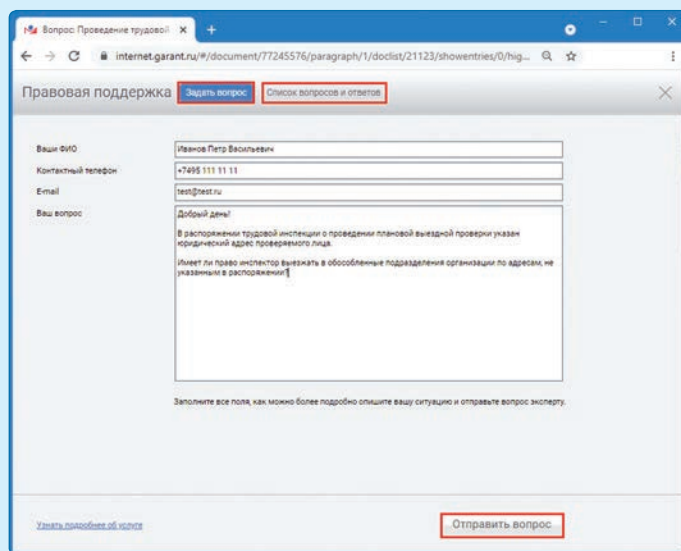 Вопрос: Проведение трудовой
internet.garant.ru/#/document/77245576/paragraph/1/doclist/21123/showentries/0/hig...
Правовая поддержка Задать вопрос Список вопросов и ответов
Ваши ФИО Иванов Петр Васильевич
Контактный телефон +7495 111 11 11
E-mail test@test.ru
Ваш вопрос Добрый день!
В распоряжении трудовой инспекции о проведении плановой выездной проверки указан
юридический адрес проверяемого лица.
Имеет ли право инспектор выезжать в обособленные подразделения организации по адресам, не
указанным в распоряжении?
Заполните все поля, как можно более подробно опишите вашу ситуацию и отправьте вопрос эксперту.
Узнать подробнее об услуге Отправить вопрос